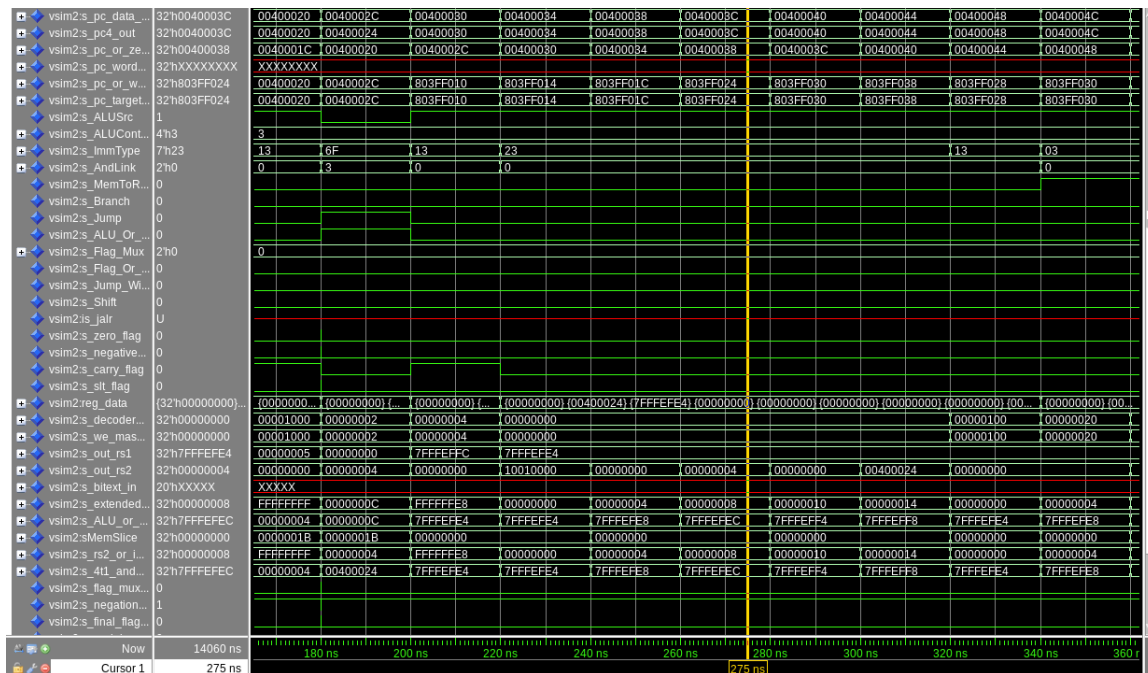 vsim2:s_pc_data_... 32'h0040003C 00400020 0040002C 00400030 00400034 00400038 0040003C 00400040 00400044 00400048 0040004C
vsim2:s_pc4_out 32'h0040003C 00400020 00400024 00400030 00400034 00400038 0040003C 00400040 00400044 00400048 0040004C
vsim2:s_pc_or_ze... 32'h00400038 0040001C 00400020 0040002C 00400030 00400034 00400038 0040003C 00400040 00400044 00400048
vsim2:s_pc_word... 32'hXXXXXXXX XXXXXXXX
vsim2:s_pc_or_w... 32'h803FF024 00400020 0040002C 803FF010 803FF014 803FF01C 803FF024 803FF030 803FF038 803FF028 803FF030
vsim2:s_pc_target... 32'h803FF024 00400020 0040002C 803FF010 803FF014 803FF01C 803FF024 803FF030 803FF038 803FF028 803FF030
vsim2:s_ALUSrc 1
vsim2:s_ALUCont... 4'h3 3
vsim2:s_ImmType 7'h23 13 6F 13 23 13 03
vsim2:s_AndLink 2'h0 0 3 0 0 0
vsim2:s_MemToR... 0
vsim2:s_Branch 0
vsim2:s_Jump 0
vsim2:s_ALU_Or_... 0
vsim2:s_Flag_Mux 2'h0 0
vsim2:s_Flag_Or_... 0
vsim2:s_Jump_Wi... 0
vsim2:s_Shift 0
vsim2:is_jalr U
vsim2:s_zero_flag 0
vsim2:s_negative... 0
vsim2:s_carry_flag 0
vsim2:s_slt_flag 0
vsim2:reg_data {32'h00000000}... {0000000... {00000000} {... {00000000} {... {00000000} {00400024} {7FFFEFE4} {00000000} {00000000} {00000000} {00000000} {00000000} {00... {00000000} {00...
vsim2:s_decoder... 32'h00000000 00001000 00000002 00000004 00000000 00000100 00000020
vsim2:s_we_mas... 32'h00000000 00001000 00000002 00000004 00000000 00000100 00000020
vsim2:s_out_rs1 32'h7FFFEFE4 00000005 00000000 7FFFEFFC 7FFFEFE4
vsim2:s_out_rs2 32'h00000004 00000000 00000004 00000000 10010000 00000000 00000004 00000000 00400024 00000000
vsim2:s_bitext_in 20'hXXXXX XXXXX
vsim2:s_extended... 32'h00000008 FFFFFFFF 0000000C FFFFFFE8 00000000 00000004 00000008 00000010 00000014 00000000 00000004
vsim2:s_ALU_or_... 32'h7FFFEFEC 00000004 0000000C 7FFFEFE4 7FFFEFE4 7FFFEFE8 7FFFEFEC 7FFFEFF4 7FFFEFF8 7FFFEFE4 7FFFEFE8
vsim2:sMemSlice 32'h00000000 0000001B 0000001B 00000000 00000000 00000000 00000000
vsim2:s_rs2_or_i... 32'h00000008 FFFFFFFF 00000004 FFFFFFE8 00000000 00000004 00000008 00000010 00000014 00000000 00000004
vsim2:s_4t1_and... 32'h7FFFEFEC 00000004 00400024 7FFFEFE4 7FFFEFE4 7FFFEFE8 7FFFEFEC 7FFFEFF4 7FFFEFF8 7FFFEFE4 7FFFEFE8
vsim2:s_flag_mux... 0
vsim2:s_negation... 1
vsim2:s_final_flag... 0
Now 14060 ns 180 ns 200 ns 220 ns 240 ns 260 ns 280 ns 300 ns 320 ns 340 ns 360
Cursor 1 275 ns 275 ns